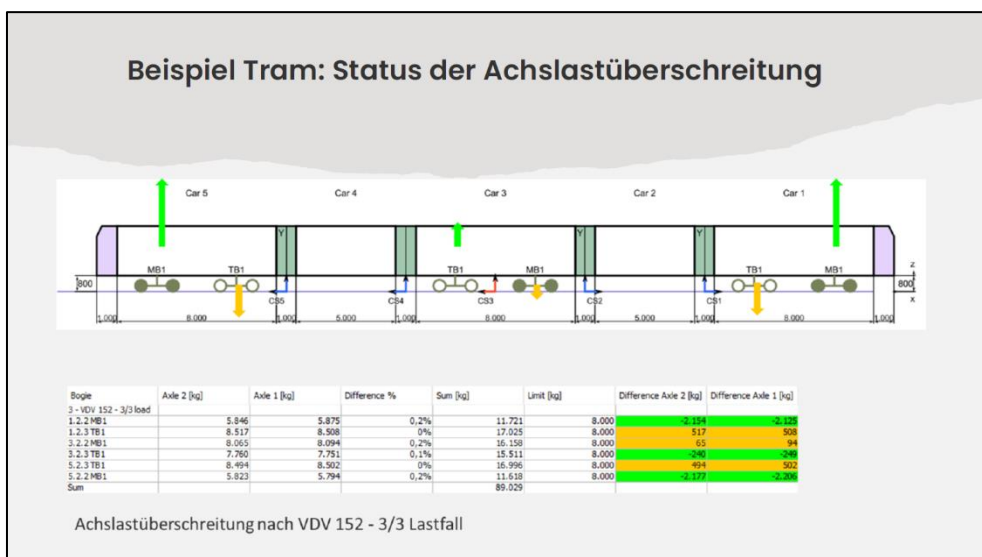 Beispiel Tram: Status der Achslastüberschreitung
Car 5 Car 4 Car 3 Car 2 Car 1
Y Y Y
MB1 TB1 TB1 MB1 TB1 MB1
z
800 800
CS5 CS4 CS3 CS2 CS1 x
1.000 8.000 1.000 5.000 1.000 8.000 1.000 5.000 1.000 8.000 1.000
Bogie Axle 2 [kg] Axle 1 [kg] Difference % Sum [kg] Limit [kg] Difference Axle 2 [kg] Difference Axle 1 [kg]
3 - VDV 152 - 3/3 load
1.2.2 MB1 5.846 5.875 0,2% 11.721 8.000 -2.154 -2.125
1.2.3 TB1 8.517 8.508 0% 17.025 8.000 517 508
3.2.2 MB1 8.065 8.094 0,2% 16.158 8.000 65 94
3.2.3 TB1 7.760 7.751 0,1% 15.511 8.000 -240 -249
5.2.3 TB1 8.494 8.502 0% 16.996 8.000 494 502
5.2.2 MB1 5.823 5.794 0,2% 11.618 8.000 -2.177 -2.206
Sum 89.029
Achslastüberschreitung nach VDV 152 - 3/3 Lastfall